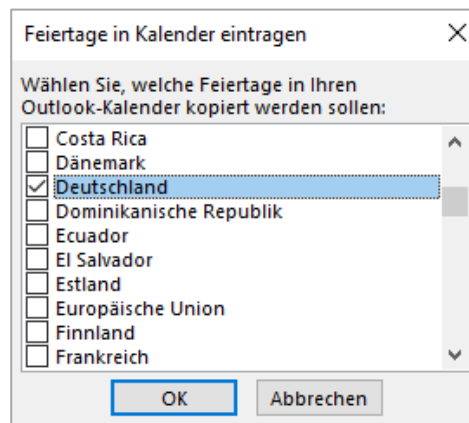 Feiertage in Kalender eintragen
Wählen Sie, welche Feiertage in Ihren
Outlook-Kalender kopiert werden sollen:
Costa Rica
Dänemark
Deutschland
Dominikanische Republik
Ecuador
El Salvador
Estland
Europäische Union
Finnland
Frankreich
OK Abbrechen